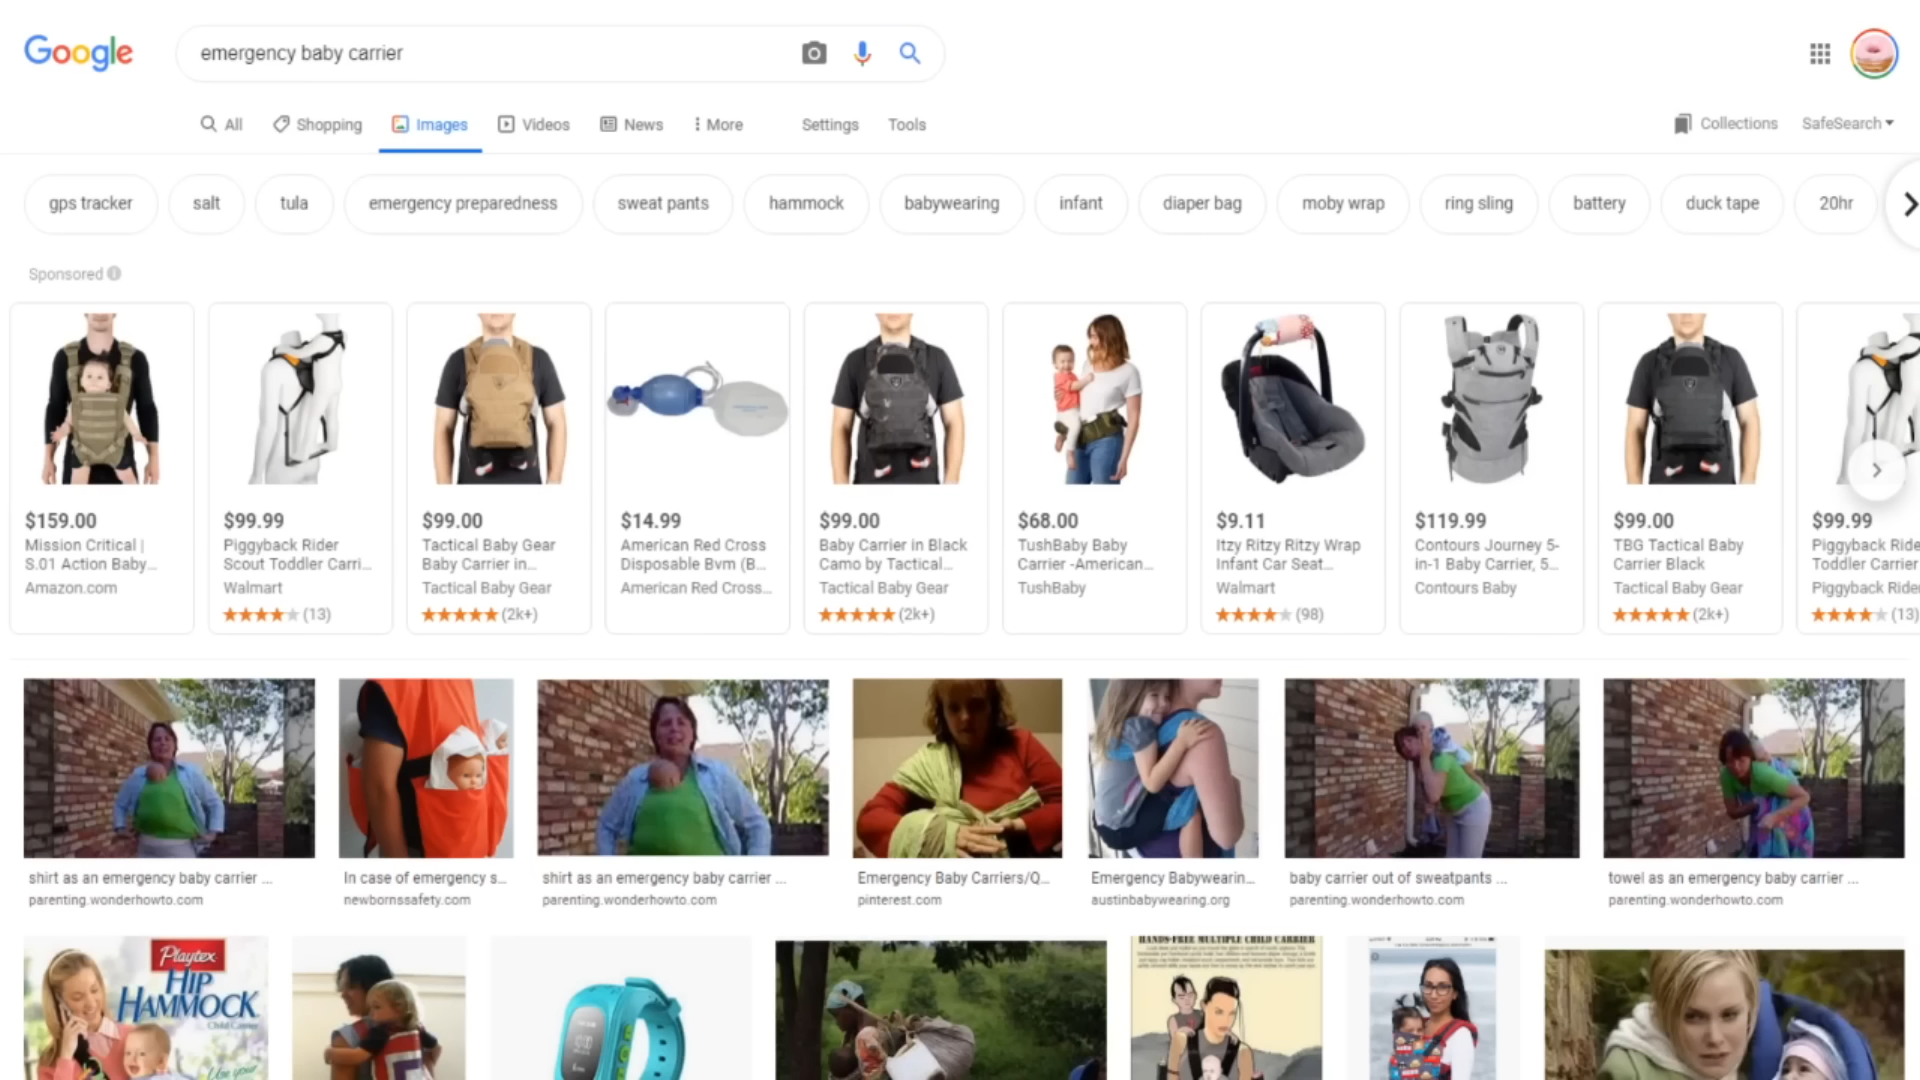 Google
emergency baby carrier
All
Shopping
Images
Videos
News
More
Settings
Tools
Collections
SafeSearch
gps tracker
salt
tula
emergency preparedness
sweat pants
hammock
babywearing
infant
diaper bag
moby wrap
ring sling
battery
duck tape
20hr
Sponsored
$159.00
Mission Critical |
S.01 Action Baby...
Amazon.com
$99.99
Piggyback Rider
Scout Toddler Carri...
Walmart
(13)
$99.00
Tactical Baby Gear
Baby Carrier in...
Tactical Baby Gear
(2k+)
$14.99
American Red Cross
Disposable Bvm (B...
American Red Cross...
$99.00
Baby Carrier in Black
Camo by Tactical...
Tactical Baby Gear
(2k+)
$68.00
TushBaby Baby
Carrier -American...
TushBaby
$9.11
Itzy Ritzy Ritzy Wrap
Infant Car Seat...
Walmart
(98)
$119.99
Contours Journey 5-
in-1 Baby Carrier, 5...
Contours Baby
$99.00
TBG Tactical Baby
Carrier Black
Tactical Baby Gear
(2k+)
$99.99
Piggyback Ride
Toddler Carrier
Piggyback Ride
(13)
shirt as an emergency baby carrier ...
parenting.wonderhowto.com
In case of emergency s...
newbornssafety.com
shirt as an emergency baby carrier ...
parenting.wonderhowto.com
Emergency Baby Carriers/Q...
pinterest.com
Emergency Babywearin...
austinbabywearing.org
baby carrier out of sweatpants ...
parenting.wonderhowto.com
towel as an emergency baby carrier ...
parenting.wonderhowto.com
Playtex
HIP
HAMMOCK
Child Carrier
Use your
HANDS-FREE MULTIPLE CHILD CARRIER